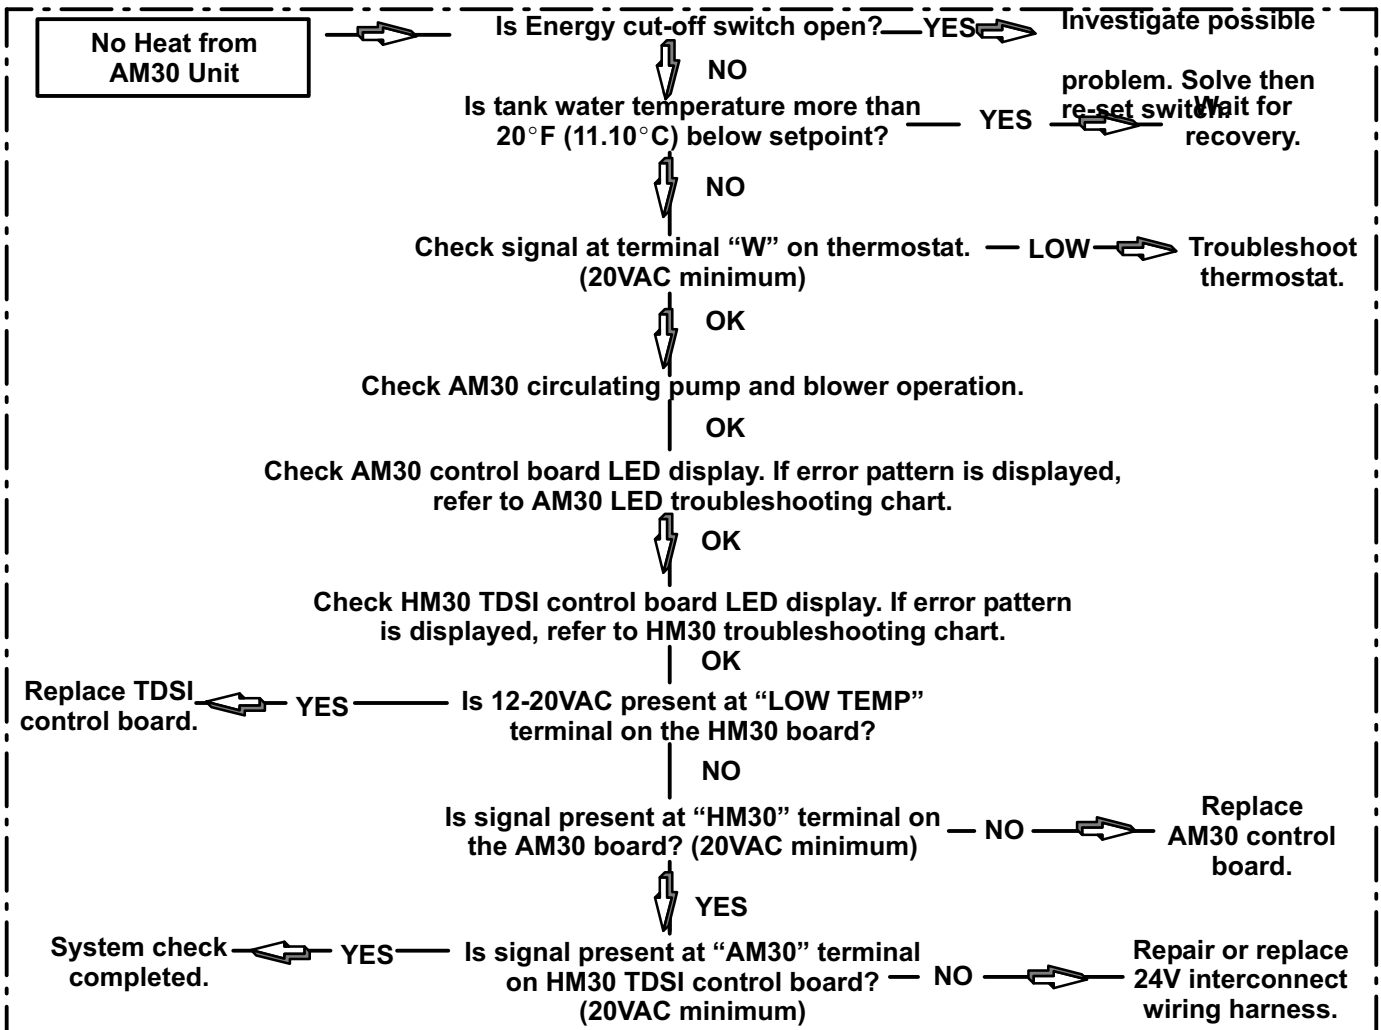 No Heat from
AM30 Unit
Is Energy cut-off switch open?
YES
Investigate possible
problem. Solve then
re-set switch.
NO
Is tank water temperature more than
20°F (11.10°C) below setpoint?
YES
Wait for
recovery.
NO
Check signal at terminal “W” on thermostat.
(20VAC minimum)
LOW
Troubleshoot
thermostat.
OK
Check AM30 circulating pump and blower operation.
OK
Check AM30 control board LED display. If error pattern is displayed,
refer to AM30 LED troubleshooting chart.
OK
Check HM30 TDSI control board LED display. If error pattern
is displayed, refer to HM30 troubleshooting chart.
OK
Is 12-20VAC present at “LOW TEMP”
terminal on the HM30 board?
YES
Replace TDSI
control board.
NO
Is signal present at “HM30” terminal on
the AM30 board? (20VAC minimum)
NO
Replace
AM30 control
board.
YES
Is signal present at “AM30” terminal
on HM30 TDSI control board?
(20VAC minimum)
YES
System check
completed.
NO
Repair or replace
24V interconnect
wiring harness.